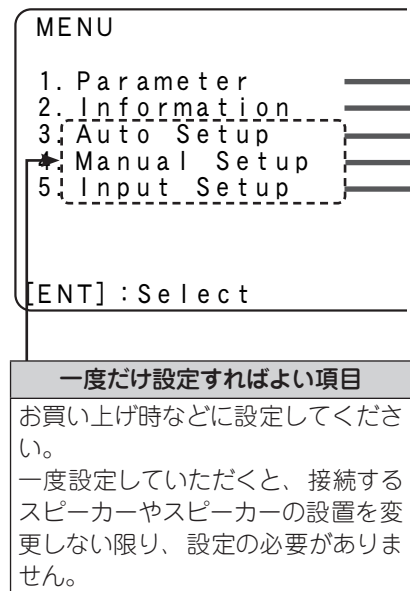 MENU
1. Parameter
2. Information
3. Auto Setup
4. Manual Setup
5. Input Setup
[ENT] : Select
一度だけ設定すればよい項目
お買い上げ時などに設定してくださ
い。
一度設定していただくと、接続する
スピーカーやスピーカーの設置を変
更しない限り、設定の必要がありま
せん。